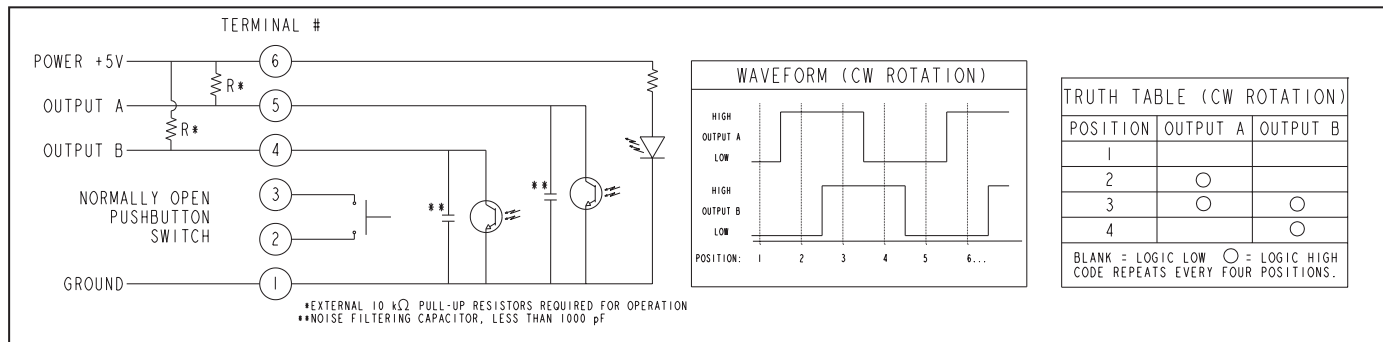 TERMINAL #
POWER +5V
6
R*
OUTPUT A
5
R*
OUTPUT B
4
NORMALLY OPEN
PUSHBUTTON
SWITCH
3
2
**
**
GROUND
1
*EXTERNAL 10 kΩ PULL-UP RESISTORS REQUIRED FOR OPERATION
**NOISE FILTERING CAPACITOR, LESS THAN 1000 pF
WAVEFORM (CW ROTATION)
HIGH
OUTPUT A
LOW
HIGH
OUTPUT B
LOW
POSITION: 1 2 3 4 5 6...
TRUTH TABLE (CW ROTATION)
POSITION OUTPUT A OUTPUT B
1
2 ○
3 ○ ○
4 ○
BLANK = LOGIC LOW ○ = LOGIC HIGH
CODE REPEATS EVERY FOUR POSITIONS.